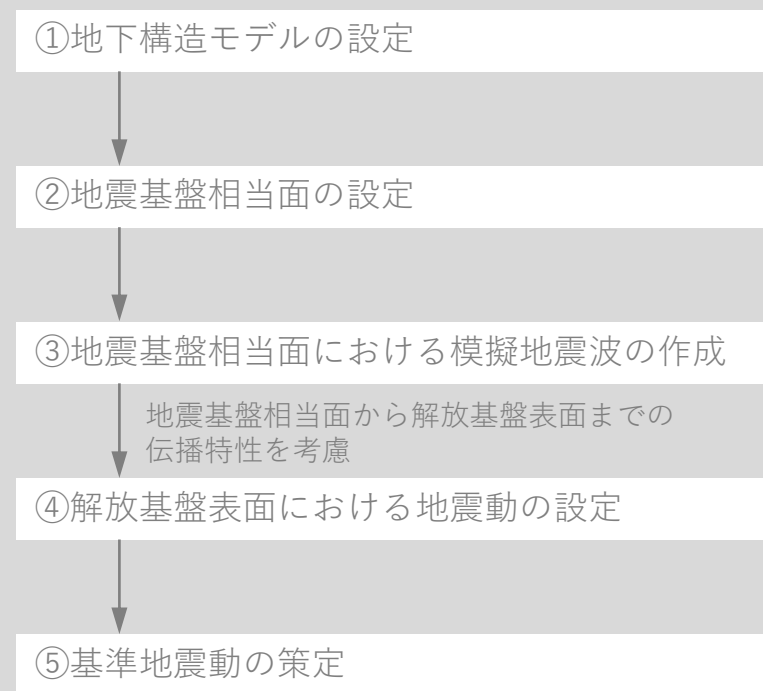 ①地下構造モデルの設定
②地震基盤相当面の設定
③地震基盤相当面における模擬地震波の作成
地震基盤相当面から解放基盤表面までの
伝播特性を考慮
④解放基盤表面における地震動の設定
⑤基準地震動の策定